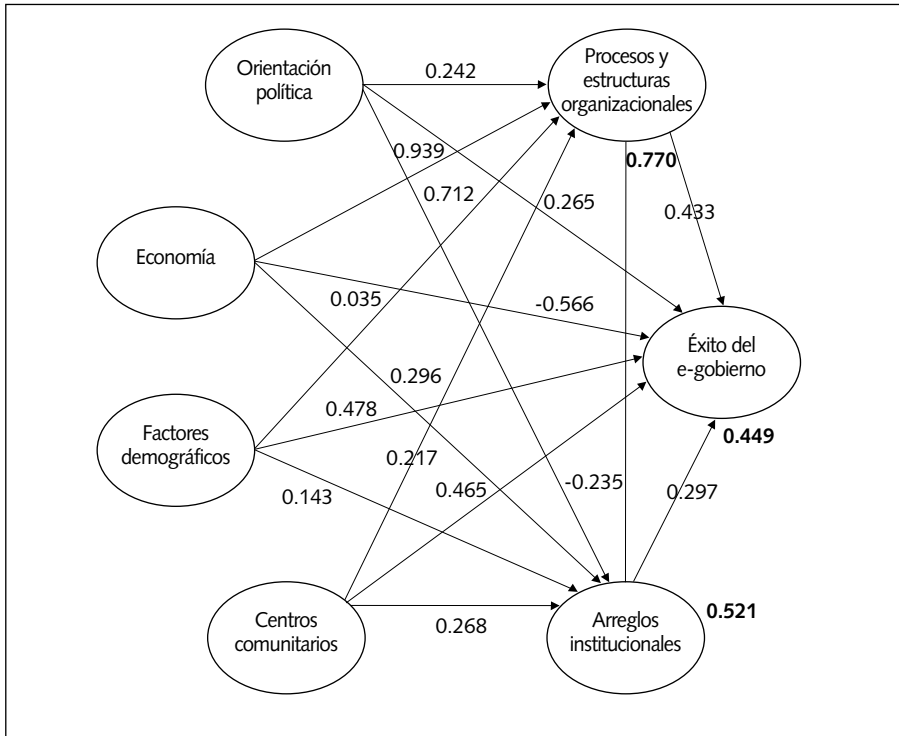 Orientación
política
Procesos y
estructuras
organizacionales
0.242
0.939
0.770
0.712
0.265
0.433
Economía
0.035
-0.566
Éxito del
e-gobierno
0.296
0.478
Factores
demográficos
0.449
0.217
0.465
-0.235
0.297
0.143
Centros
comunitarios
0.268
Arreglos
institucionales
0.521